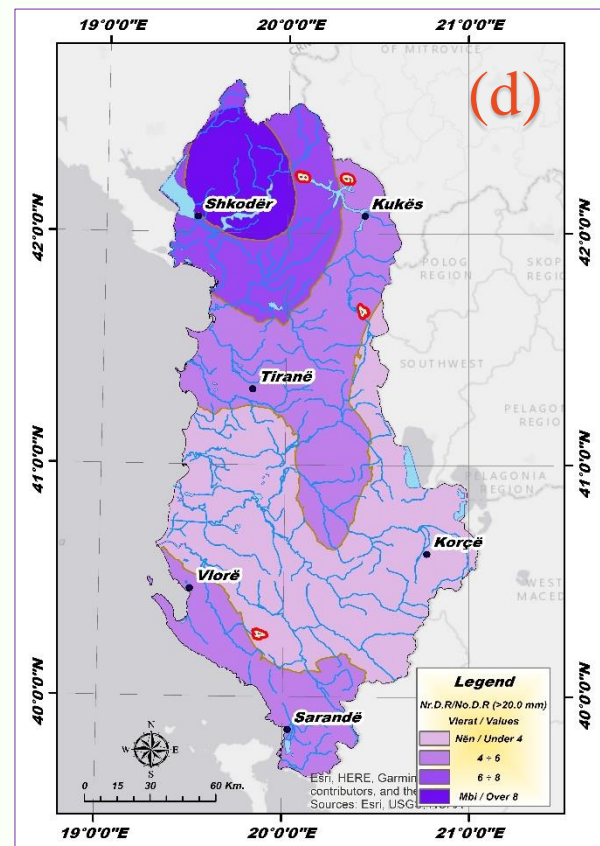 19°0'0"E 20°0'0"E 21°0'0"E
(d)
OF MITROVICE
8
6
Shkodër
Kukës
42°0'0"N
42°0'0"N
POLOG
REGION
SKOP
REGIO
4
SOUTHWEST
Tiranë
PELAGON
REGIO
41°0'0"N
41°0'0"N
PELAGONIA
REGION
Korçë
Vlorë
WEST
MACED
4
40°0'0"N
40°0'0"N
Sarandë
Legend
Nr.D.R/No.D.R (>20.0 mm)
Vlerat / Values
Nën / Under 4
4 ÷ 6
6 ÷ 8
Mbi / Over 8
N
W E
S
0 15 30 60 Km.
Esri, HERE, Garmin
contributors, and the
Sources: Esri, USGS
19°0'0"E 20°0'0"E 21°0'0"E